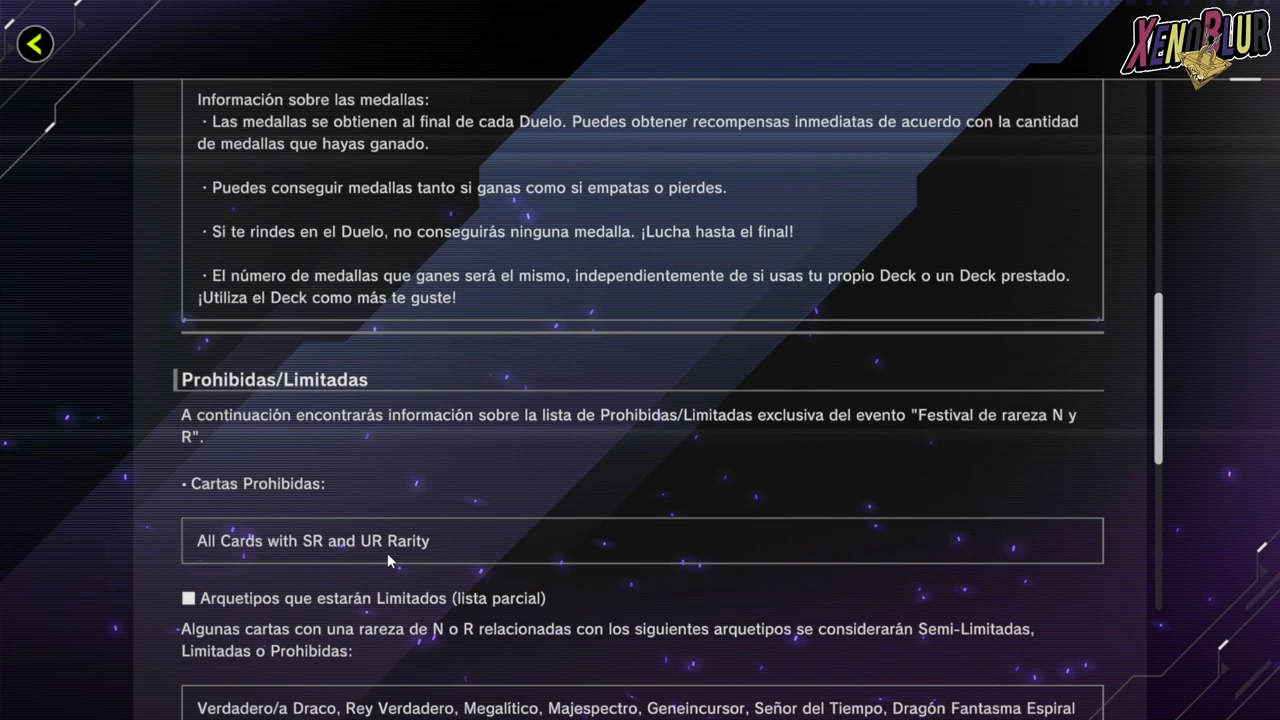 XENOBLUR
Información sobre las medallas:
· Las medallas se obtienen al final de cada Duelo. Puedes obtener recompensas inmediatas de acuerdo con la cantidad
de medallas que hayas ganado.
· Puedes conseguir medallas tanto si ganas como si empatas o pierdes.
· Si te rindes en el Duelo, no conseguirás ninguna medalla. ¡Lucha hasta el final!
· El número de medallas que ganes será el mismo, independientemente de si usas tu propio Deck o un Deck prestado.
¡Utiliza el Deck como más te guste!
Prohibidas/Limitadas
A continuación encontrarás información sobre la lista de Prohibidas/Limitadas exclusiva del evento "Festival de rareza N y
R".
· Cartas Prohibidas:
All Cards with SR and UR Rarity
■ Arquetipos que estarán Limitados (lista parcial)
·Algunas cartas con una rareza de N o R relacionadas con los siguientes arquetipos se considerarán Semi-Limitadas,
Limitadas o Prohibidas:
Verdadero/a Draco, Rey Verdadero, Megalítico, Majespectro, Geneincursor, Señor del Tiempo, Dragón Fantasma Espiral